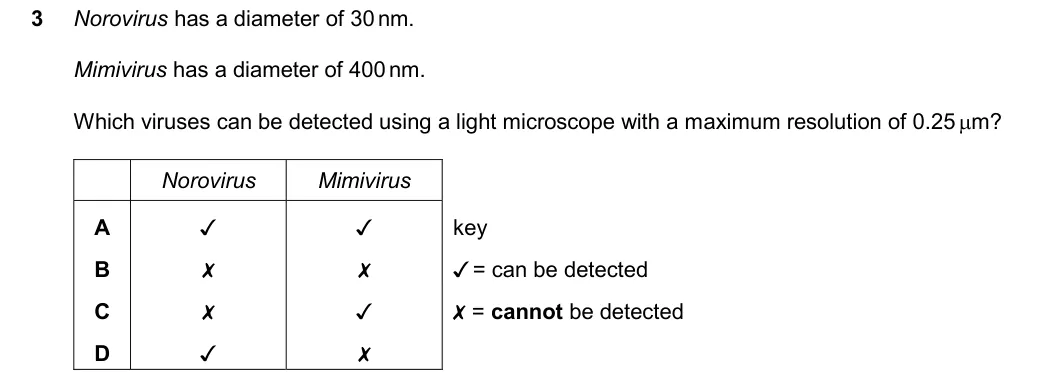 3 Norovirus has a diameter of 30 nm.
Mimivirus has a diameter of 400 nm.
Which viruses can be detected using a light microscope with a maximum resolution of 0.25 μm?
Norovirus Mimivirus
A ✓ ✓ key
B ✗ ✗ ✓ = can be detected
C ✗ ✓ ✗ = cannot be detected
D ✓ ✗